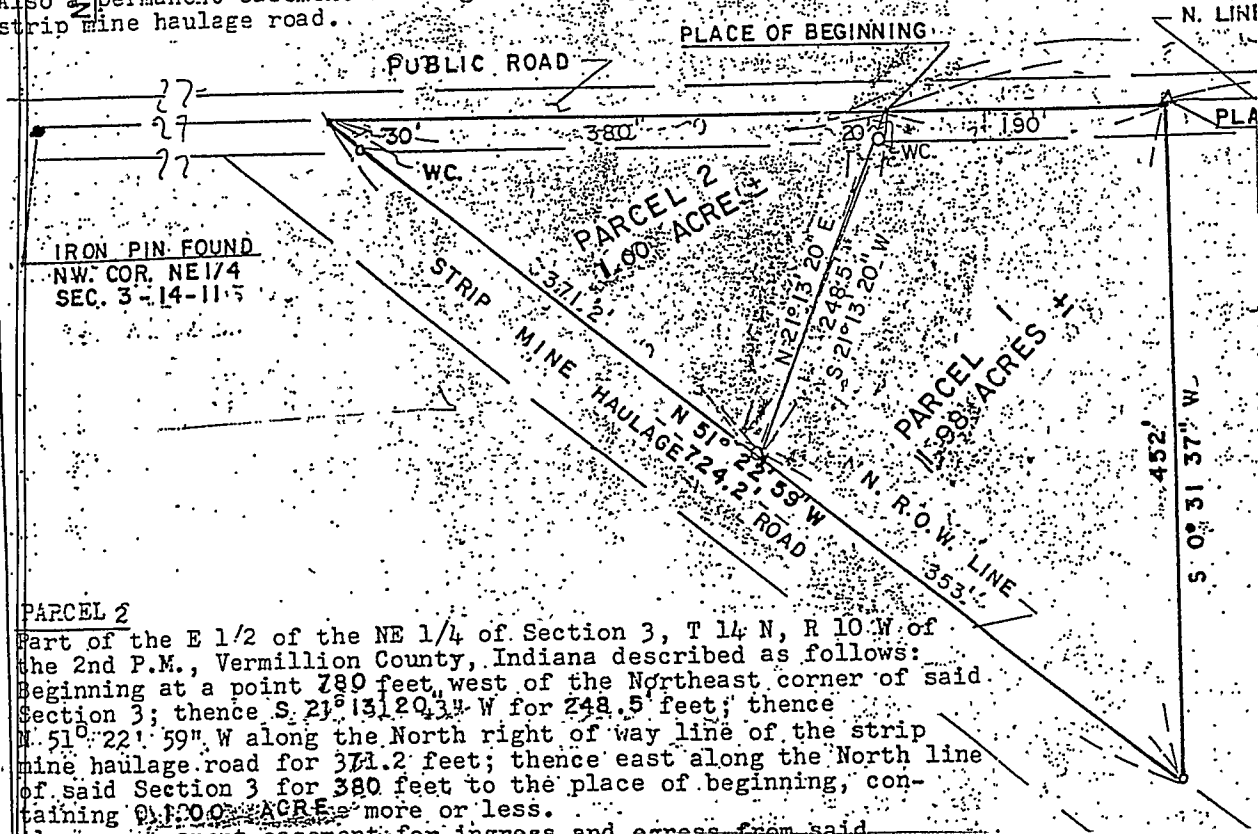 strip mine haulage road.
N. LINE
PLACE OF BEGINNING
PUBLIC ROAD
27
30'
380'
20'
190'
WC.
WC.
IRON PIN FOUND
N.W. COR. NE 1/4
SEC. 3-14-11
PARCEL 2
1.00 ACRE ±
371.2'
N 21° 13' 20" E
248.5'
S 21° 13' 20" W
PARCEL 1
1.98 ACRES ±
452'
S 0° 31' 37" W
STRIP MINE HAULAGE ROAD
N 51° 22' 59" W
724.2'
N. R.O.W. LINE
353'
PARCEL 2
Part of the E 1/2 of the NE 1/4 of Section 3, T 14 N, R 10 W of
the 2nd P.M., Vermillion County, Indiana described as follows:
Beginning at a point 780 feet west of the Northeast corner of said
Section 3; thence S 21° 13' 20" W for 248.5 feet; thence
N 51° 22' 59" W along the North right of way line of the strip
mine haulage road for 371.2 feet; thence east along the North line
of said Section 3 for 380 feet to the place of beginning, con-
taining 1.00 ACRE more or less.
easement for ingress and egress from said